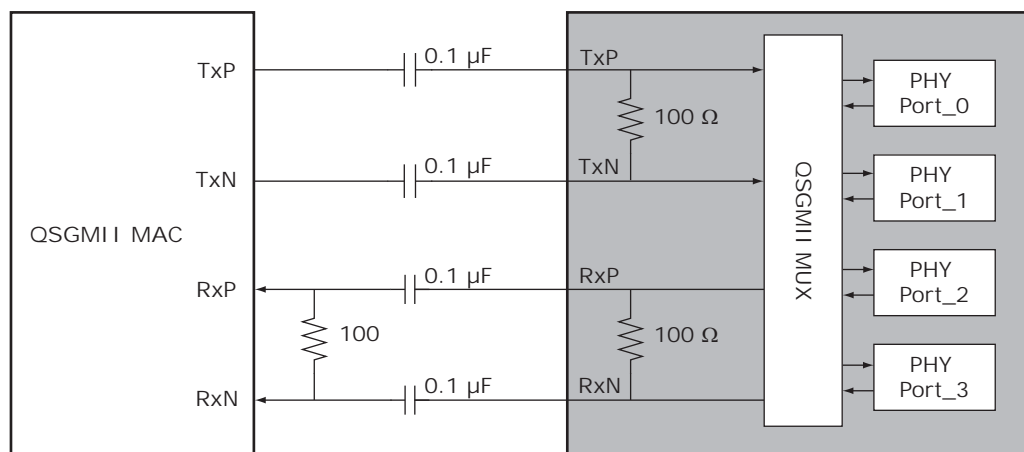 TxP
0.1 µF
TxP
100 Ω
TxN
0.1 µF
TxN
QSGMII MAC
RxP
0.1 µF
RxP
100
100 Ω
RxN
0.1 µF
RxN
QSGMII MUX
PHY
Port_0
PHY
Port_1
PHY
Port_2
PHY
Port_3